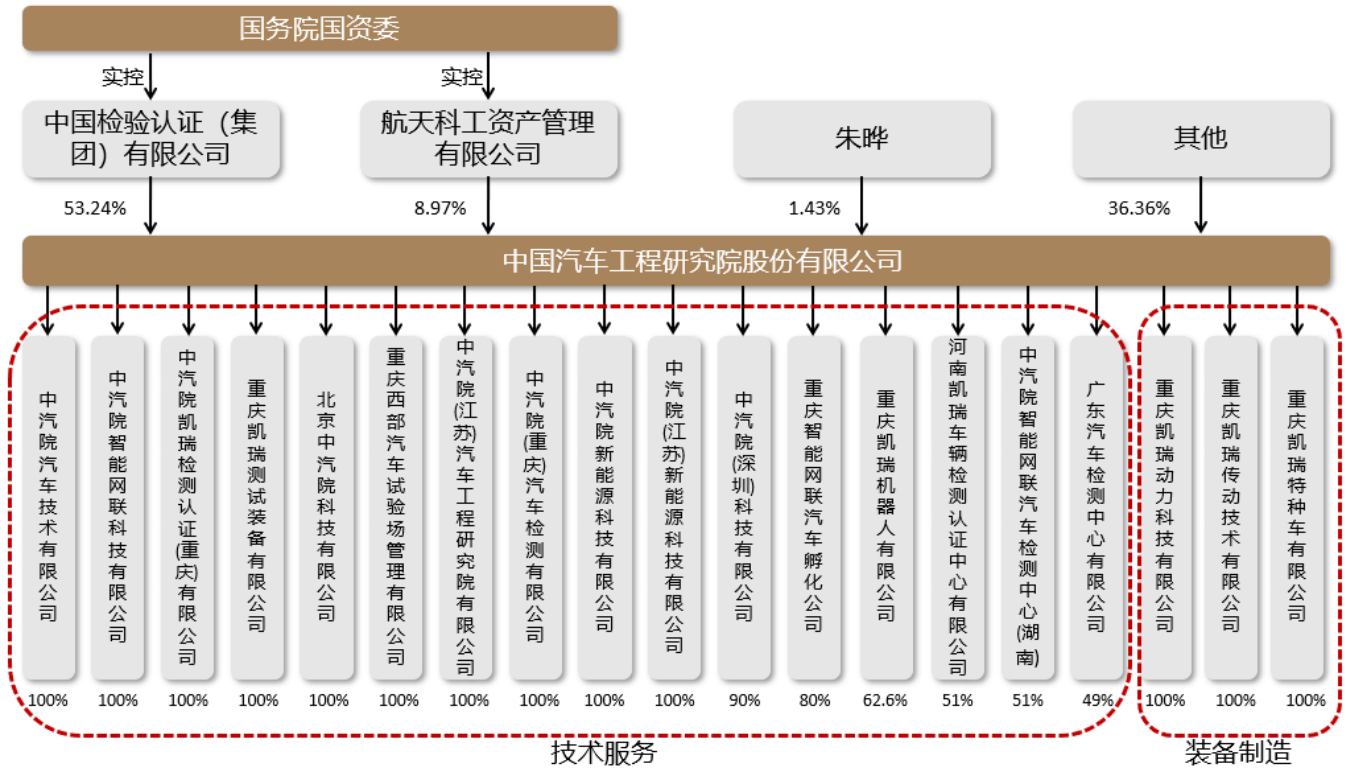 国务院国资委
实控
实控
中国检验认证（集
团）有限公司
航天科工资产管理
有限公司
朱晔
其他
53.24%
8.97%
1.43%
36.36%
中国汽车工程研究院股份有限公司
中汽院汽车技术有限公司
中汽院智能网联科技有限公司
中汽院凯瑞检测认证(重庆)有限公司
重庆凯瑞测试装备有限公司
北京中汽院科技有限公司
重庆西部汽车试验场管理有限公司
中汽院(江苏)汽车工程研究院有限公司
中汽院(重庆)汽车检测有限公司
中汽院新能源科技有限公司
中汽院(江苏)新能源科技有限公司
中汽院(深圳)科技有限公司
重庆智能网联汽车孵化公司
重庆凯瑞机器人有限公司
河南凯瑞车辆检测认证中心有限公司
中汽院智能网联汽车检测中心(湖南)
广东汽车检测中心有限公司
重庆凯瑞动力科技有限公司
重庆凯瑞传动技术有限公司
重庆凯瑞特种车有限公司
100%
100%
100%
100%
100%
100%
100%
100%
100%
100%
90%
80%
62.6%
51%
51%
49%
100%
100%
100%
技术服务
装备制造